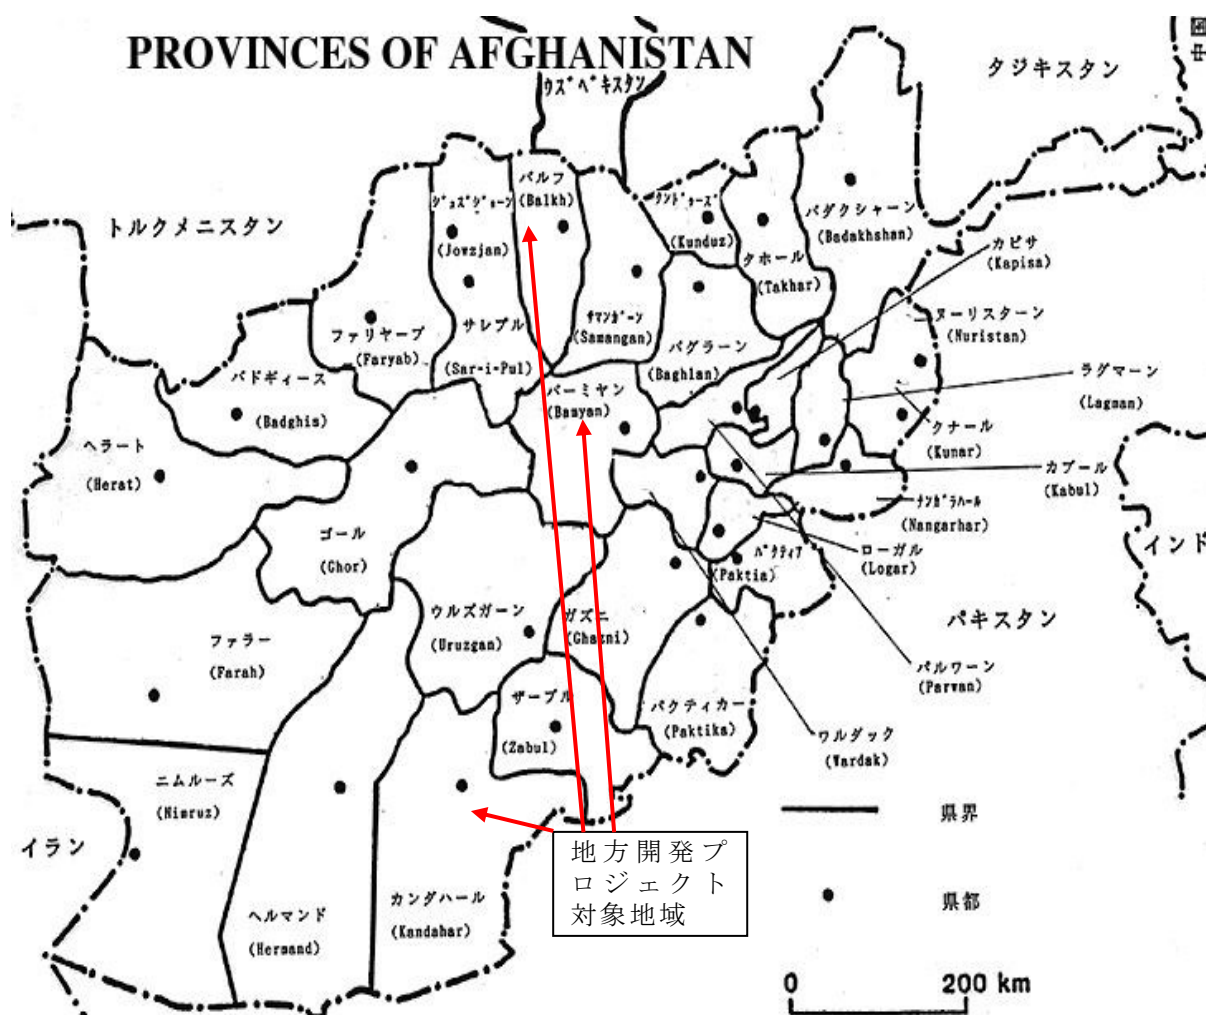 PROVINCES OF AFGHANISTAN
中国
タジキスタン
ウズベキスタン
トルクメニスタン
ジョズジャーン
(Jowzjan)
バルフ
(Balkh)
クンドゥーズ
(Kunduz)
タホール
(Takhar)
バダクシャーン
(Badakhshan)
カピサ
(Kapisa)
ヌーリスターン
(Nuristan)
ファリヤーブ
(Faryab)
サレプル
(Sar-i-Pul)
サマンガーン
(Samangan)
バグラーン
(Baghlan)
ラグマーン
(Lagman)
バドギィース
(Badghis)
バーミヤン
(Bamyan)
クナール
(Kunar)
ヘラート
(Herat)
カブール
(Kabul)
ナンガラハール
(Nangarhar)
ゴール
(Ghor)
パクティア
(Paktia)
ローガル
(Logar)
インド
ウルズガーン
(Uruzgan)
ガズニ
(Ghazni)
パキスタン
ファラー
(Farah)
パルワーン
(Parwan)
ザーブル
(Zabul)
パクティカー
(Paktika)
ワルダック
(Wardak)
ニムルーズ
(Nimruz)
イラン
県界
地方開発プ
ロジェクト
対象地域
ヘルマンド
(Hermand)
カンダハール
(Kandahar)
県都
0 200 km